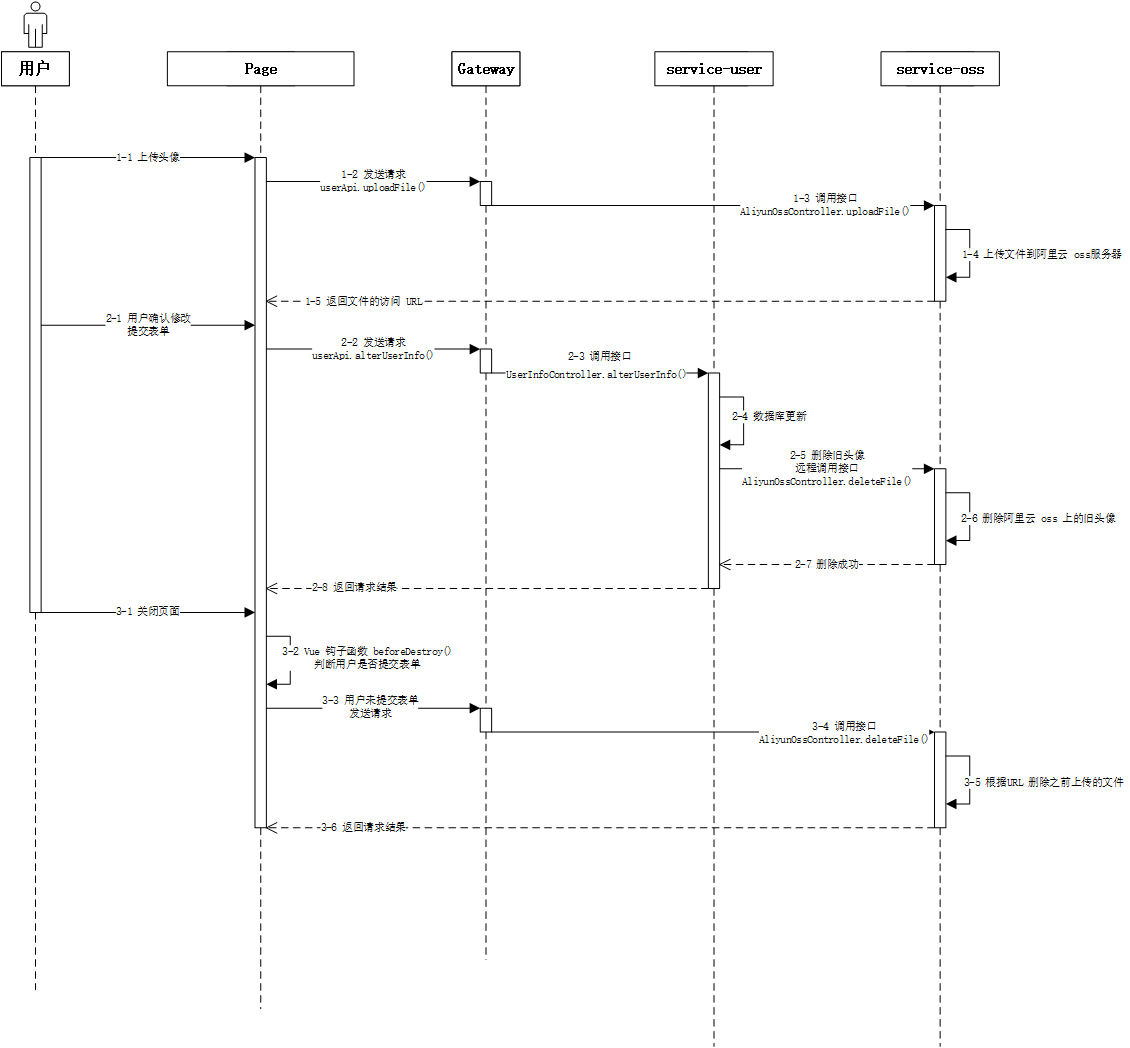 用户
Page
Gateway
service-user
service-oss
1-1 上传头像
1-2 发送请求
userApi.uploadFile()
1-3 调用接口
AliyunOssController.uploadFile()
1-4 上传文件到阿里云 oss服务器
1-5 返回文件的访问 URL
2-1 用户确认修改
提交表单
2-2 发送请求
userApi.alterUserInfo()
2-3 调用接口
UserInfoController.alterUserInfo()
2-4 数据库更新
2-5 删除旧头像
远程调用接口
AliyunOssController.deleteFile()
2-6 删除阿里云 oss 上的旧头像
2-7 删除成功
2-8 返回请求结果
3-1 关闭页面
3-2 Vue 钩子函数 beforeDestroy()
判断用户是否提交表单
3-3 用户未提交表单
发送请求
3-4 调用接口
AliyunOssController.deleteFile()
3-5 根据URL 删除之前上传的文件
3-6 返回请求结果